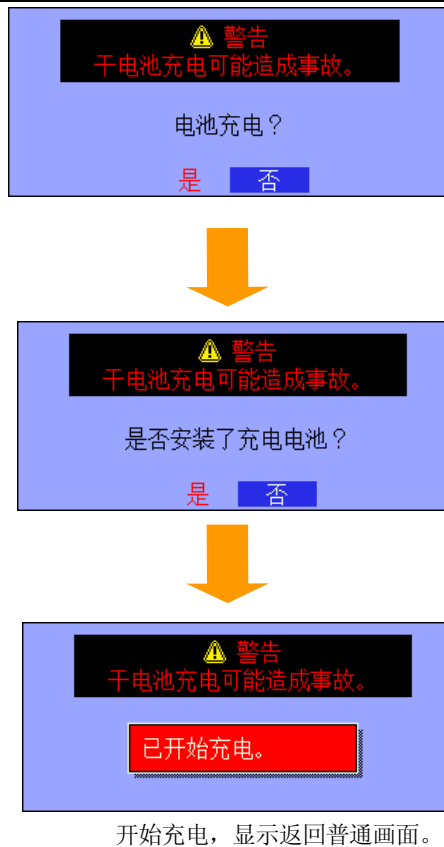 警告
干电池充电可能造成事故。
电池充电？
是 否
警告
干电池充电可能造成事故。
是否安装了充电电池？
是 否
警告
干电池充电可能造成事故。
已开始充电。
开始充电，显示返回普通画面。